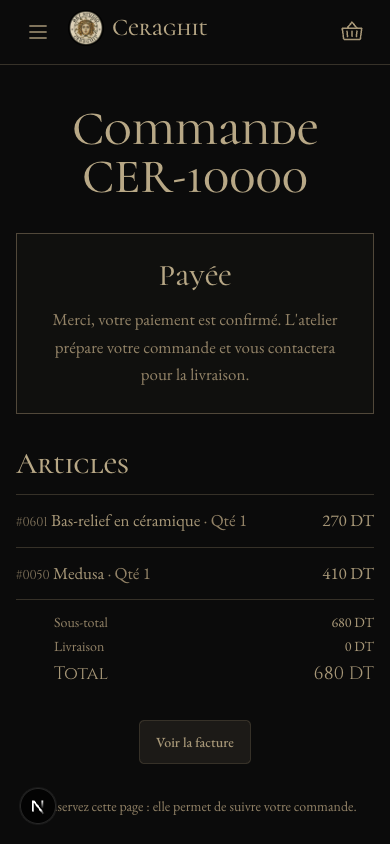 Ceraghit
Commande
CER-10000
Payée
Merci, votre paiement est confirmé. L'atelier
prépare votre commande et vous contactera
pour la livraison.
Articles
#0601 Bas-relief en céramique · Qté 1 270 DT
#0050 Medusa · Qté 1 410 DT
Sous-total 680 DT
Livraison 0 DT
Total 680 DT
Voir la facture
N
cette page : elle permet de suivre votre commande.